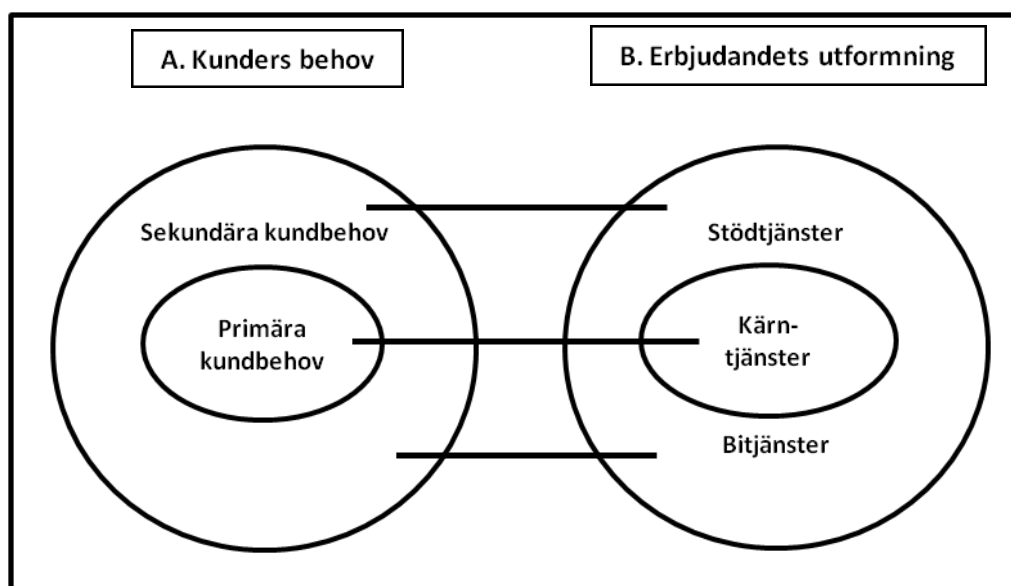 A. Kunders behov
B. Erbjudandets utformning
Sekundära kundbehov
Primära
kundbehov
Stödtjänster
Kärn-
tjänster
Bitjänster